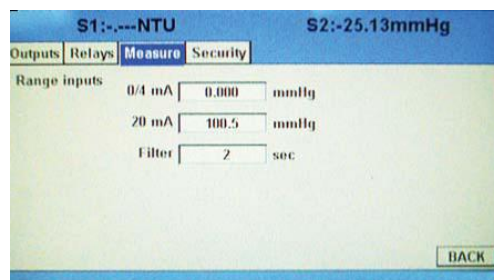 S1:-.---NTU S2:-25.13mmHg
Outputs Relays Measure Security
Range inputs
0/4 mA 0.000 mmHg
20 mA 100.5 mmHg
Filter 2 sec
BACK